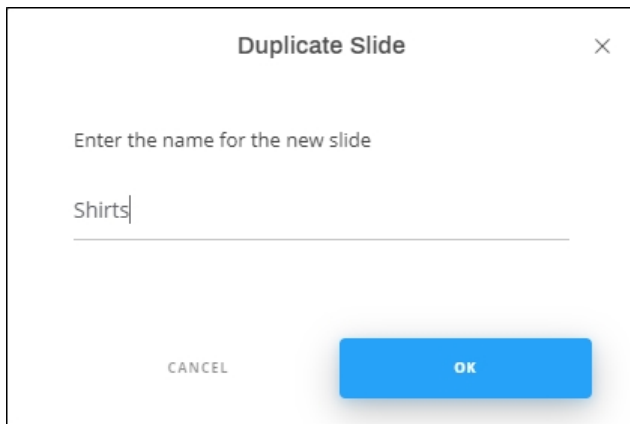 Duplicate Slide
Enter the name for the new slide
Shirts
CANCEL
OK